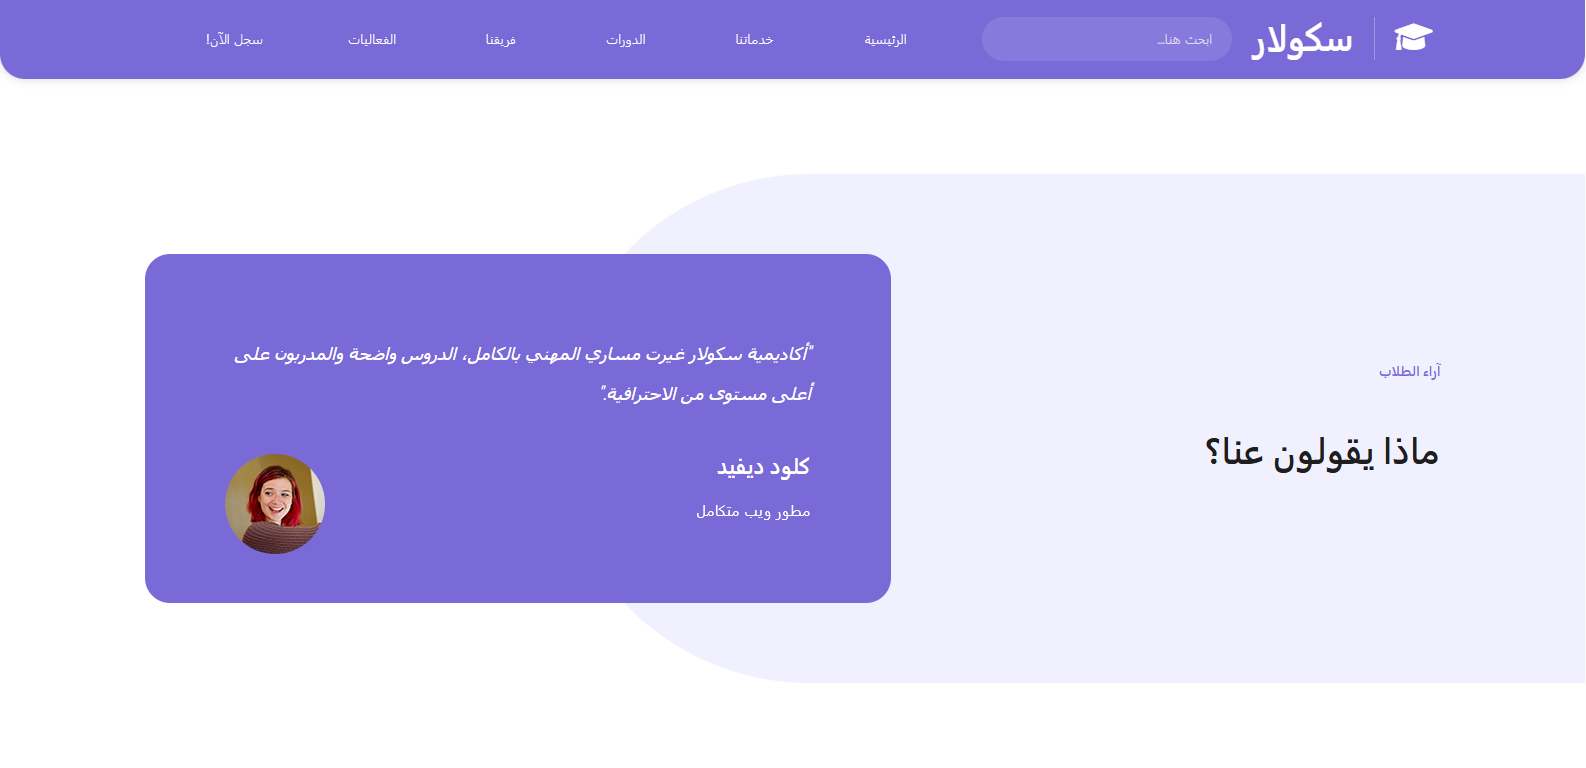 سكولار
ابحث هنا...
الرئيسية
خدماتنا
الدورات
فريقنا
الفعاليات
سجل الآن!
آراء الطلاب
ماذا يقولون عنا؟
"أكاديمية سكولار غيرت مساري المهني بالكامل، الدروس واضحة والمدربون على
أعلى مستوى من الاحترافية."
كلود ديفيد
مطور ويب متكامل